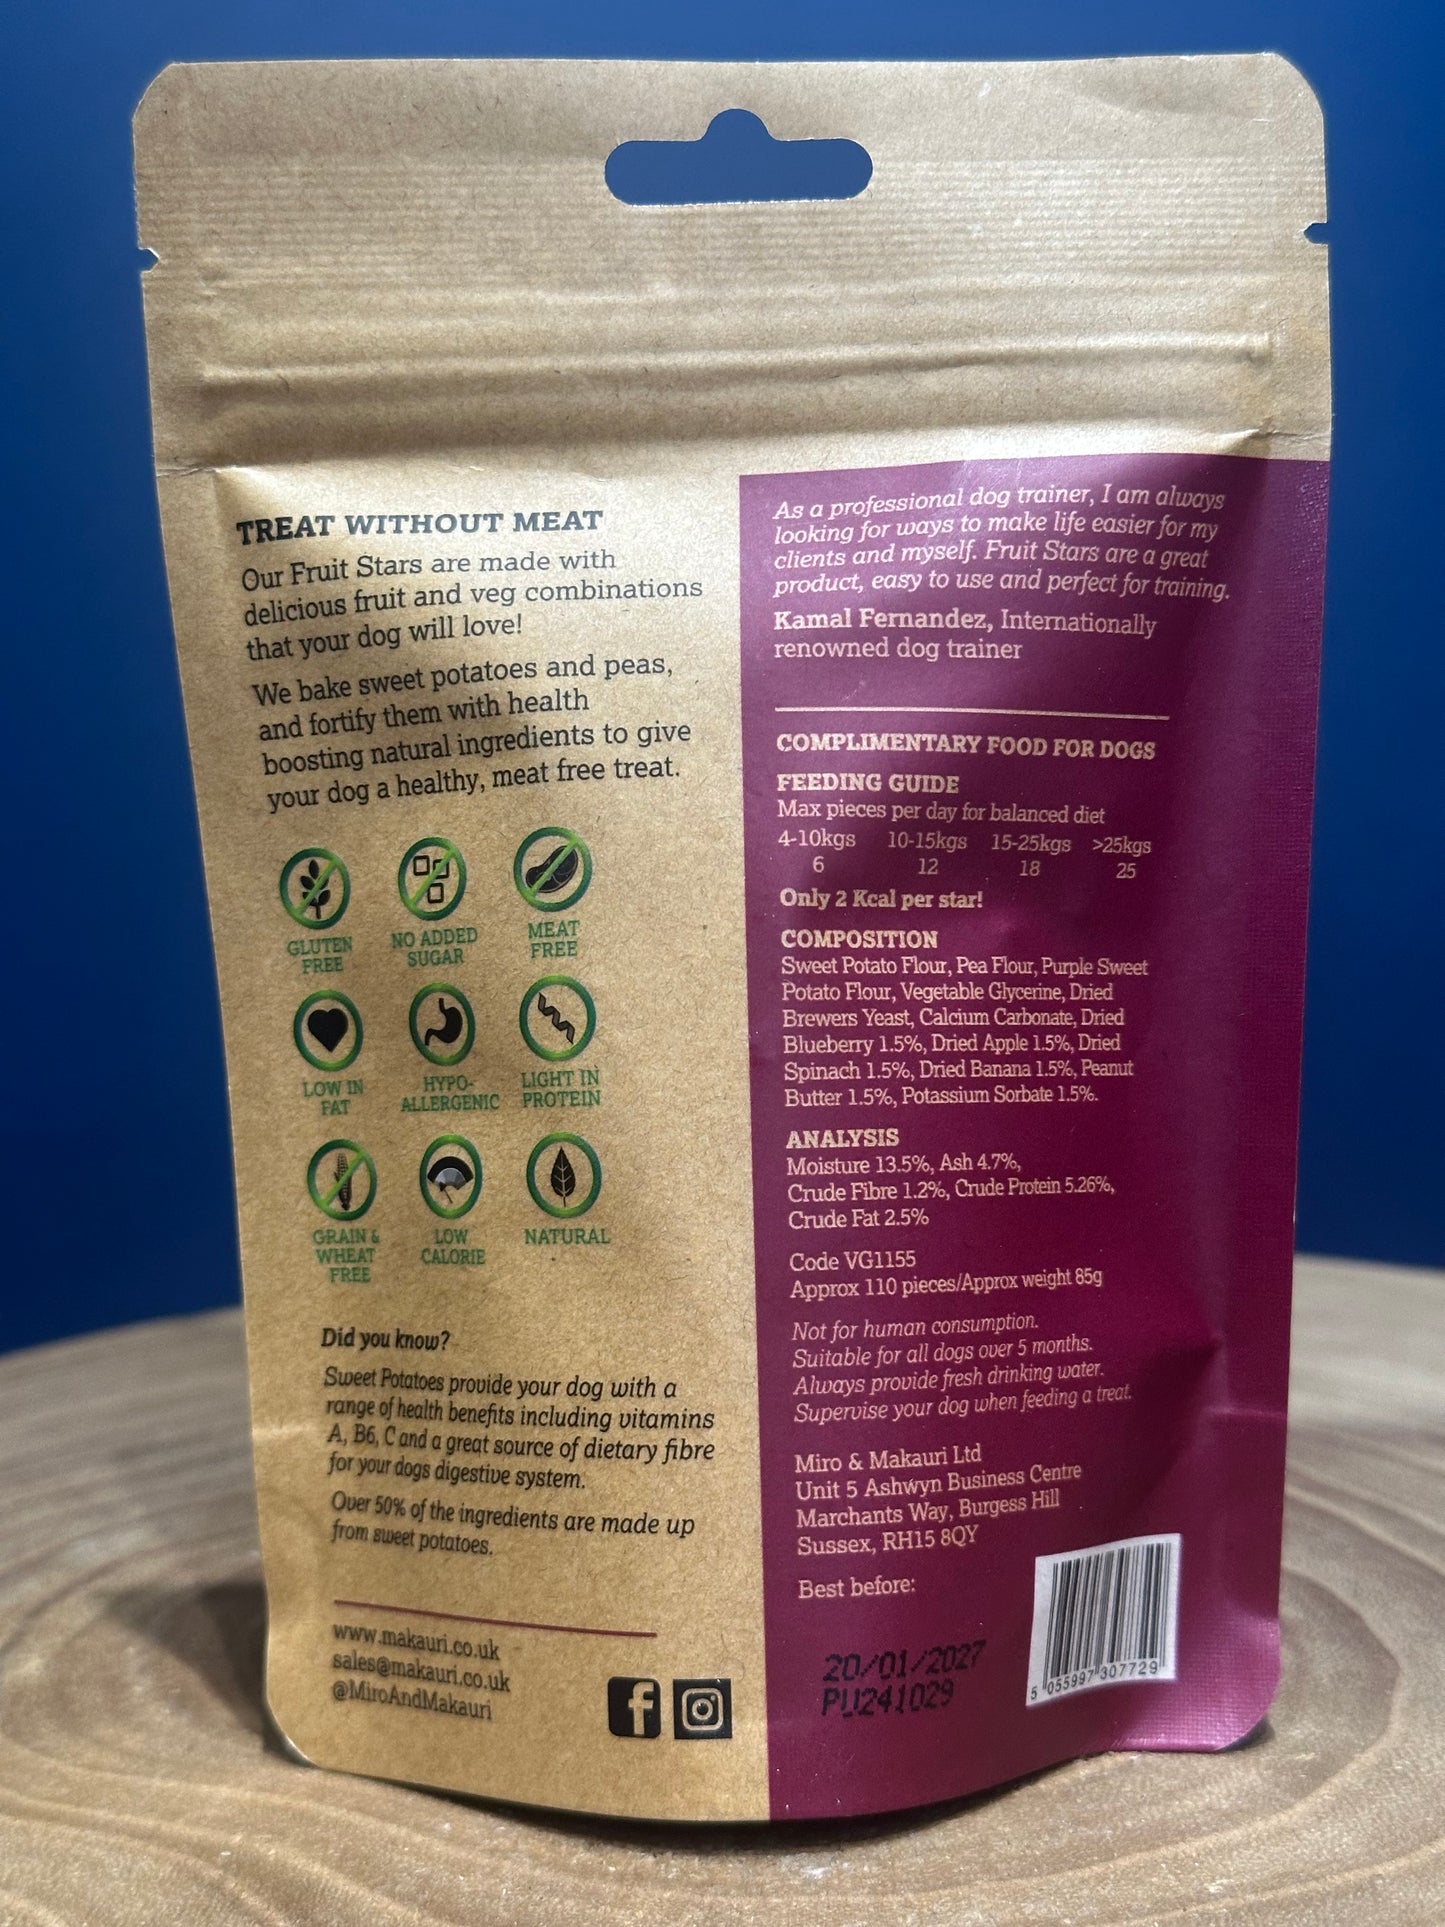 TREAT WITHOUT MEAT
Our Fruit Stars are made with
delicious fruit and veg combinations
that your dog will love!
We bake sweet potatoes and peas,
and fortify them with health
boosting natural ingredients to give
your dog a healthy, meat free treat.
GLUTEN
FREE
NO ADDED
SUGAR
MEAT
FREE
LOW IN
FAT
HYPO-
ALLERGENIC
LIGHT IN
PROTEIN
GRAIN &
WHEAT
FREE
LOW
CALORIE
NATURAL
Did you know?
Sweet Potatoes provide your dog with a
range of health benefits including vitamins
A, B6, C and a great source of dietary fibre
for your dogs digestive system.
Over 50% of the ingredients are made up
from sweet potatoes.
www.makauri.co.uk
sales@makauri.co.uk
@MiroAndMakauri
As a professional dog trainer, I am always
looking for ways to make life easier for my
clients and myself. Fruit Stars are a great
product, easy to use and perfect for training.
Kamal Fernandez, Internationally
renowned dog trainer
COMPLIMENTARY FOOD FOR DOGS
FEEDING GUIDE
Max pieces per day for balanced diet
4-10kgs 10-15kgs 15-25kgs >25kgs
6 12 18 25
Only 2 Kcal per star!
COMPOSITION
Sweet Potato Flour, Pea Flour, Purple Sweet
Potato Flour, Vegetable Glycerine, Dried
Brewers Yeast, Calcium Carbonate, Dried
Blueberry 1.5%, Dried Apple 1.5%, Dried
Spinach 1.5%, Dried Banana 1.5%, Peanut
Butter 1.5%, Potassium Sorbate 1.5%.
ANALYSIS
Moisture 13.5%, Ash 4.7%,
Crude Fibre 1.2%, Crude Protein 5.26%,
Crude Fat 2.5%
Code VG1155
Approx 110 pieces/Approx weight 85g
Not for human consumption.
Suitable for all dogs over 5 months.
Always provide fresh drinking water.
Supervise your dog when feeding a treat.
Miro & Makauri Ltd
Unit 5 Ashwyn Business Centre
Marchants Way, Burgess Hill
Sussex, RH15 8QY
Best before:
20/01/2027
PU241029
5 055997 307729